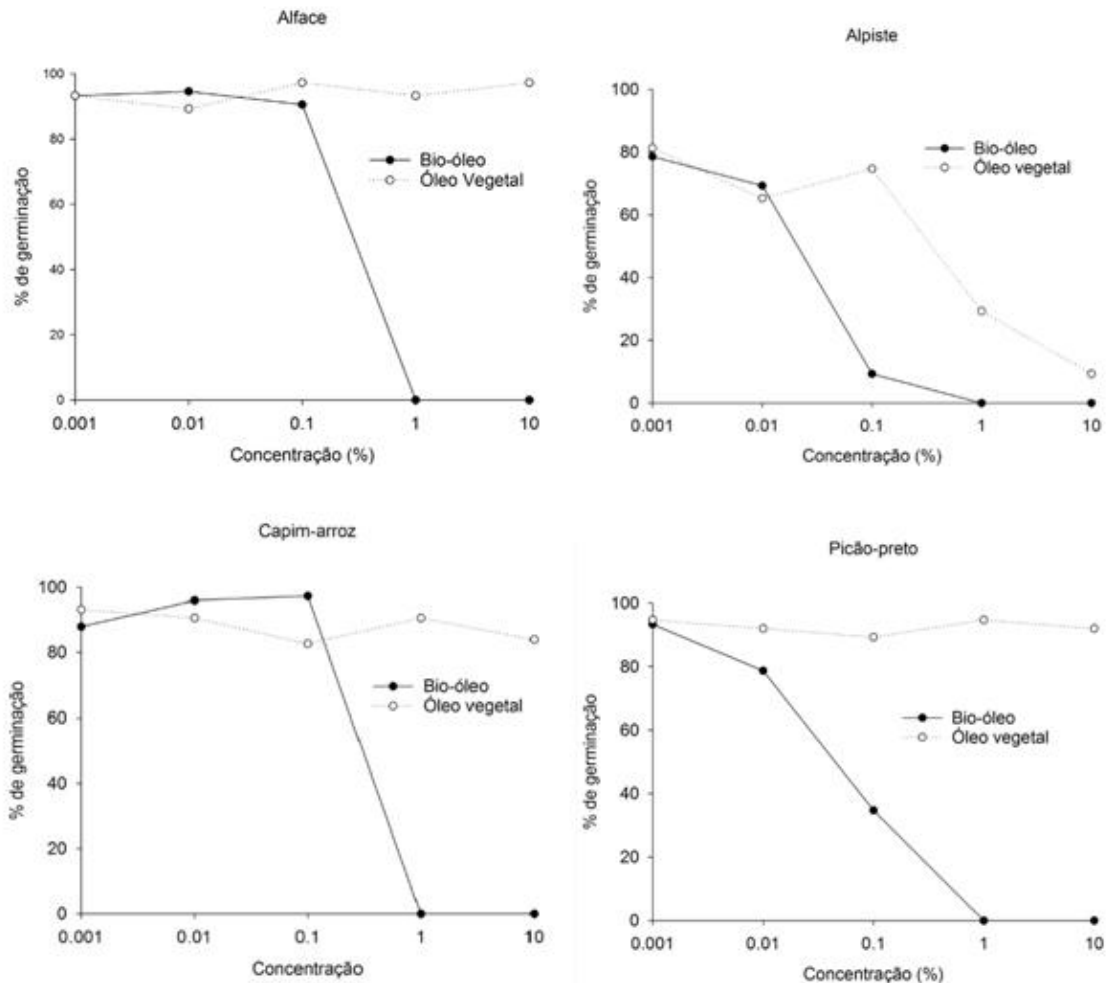 Alface
100
80
60
40
20
0
% de germinação
Bio-óleo
Óleo Vegetal
0.001 0.01 0.1 1 10
Concentração (%)
Alpiste
100
80
60
40
20
0
% de germinação
Bio-óleo
Óleo vegetal
0.001 0.01 0.1 1 10
Concentração (%)
Capim-arroz
100
80
60
40
20
0
% de germinação
Bio-óleo
Óleo vegetal
0.001 0.01 0.1 1 10
Concentração
Picão-preto
100
80
60
40
20
0
% de germinação
Bio-óleo
Óleo vegetal
0.001 0.01 0.1 1 10
Concentração (%)